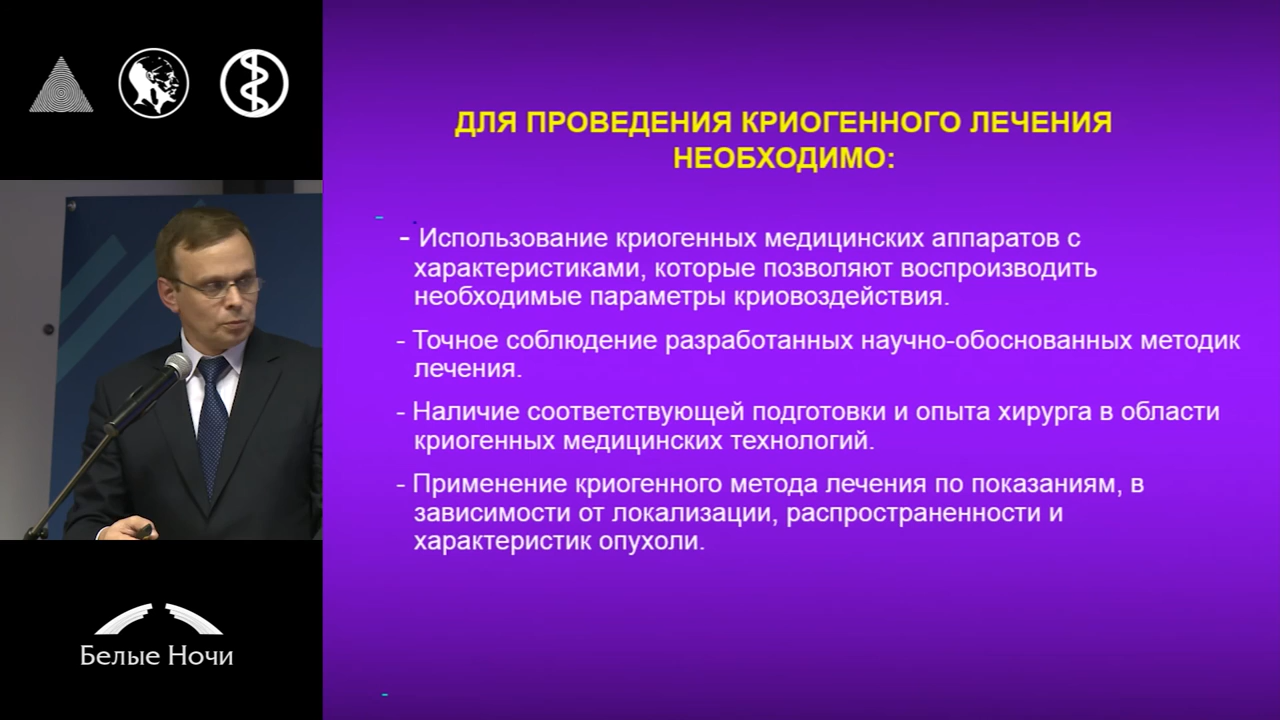 ДЛЯ ПРОВЕДЕНИЯ КРИОГЕННОГО ЛЕЧЕНИЯ
НЕОБХОДИМО:
- Использование криогенных медицинских аппаратов с
характеристиками, которые позволяют воспроизводить
необходимые параметры криовоздействия.
- Точное соблюдение разработанных научно-обоснованных методик
лечения.
- Наличие соответствующей подготовки и опыта хирурга в области
криогенных медицинских технологий.
- Применение криогенного метода лечения по показаниям, в
зависимости от локализации, распространенности и
характеристик опухоли.
Белые Ночи